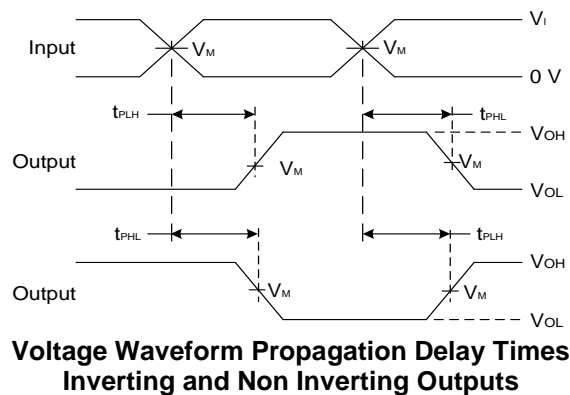 VI
Input VM VM
0 V
tPLH tPHL
VOH
Output VM VM
VOL
tPHL tPLH
VOH
Output VM VM
VOL
Voltage Waveform Propagation Delay Times
Inverting and Non Inverting Outputs